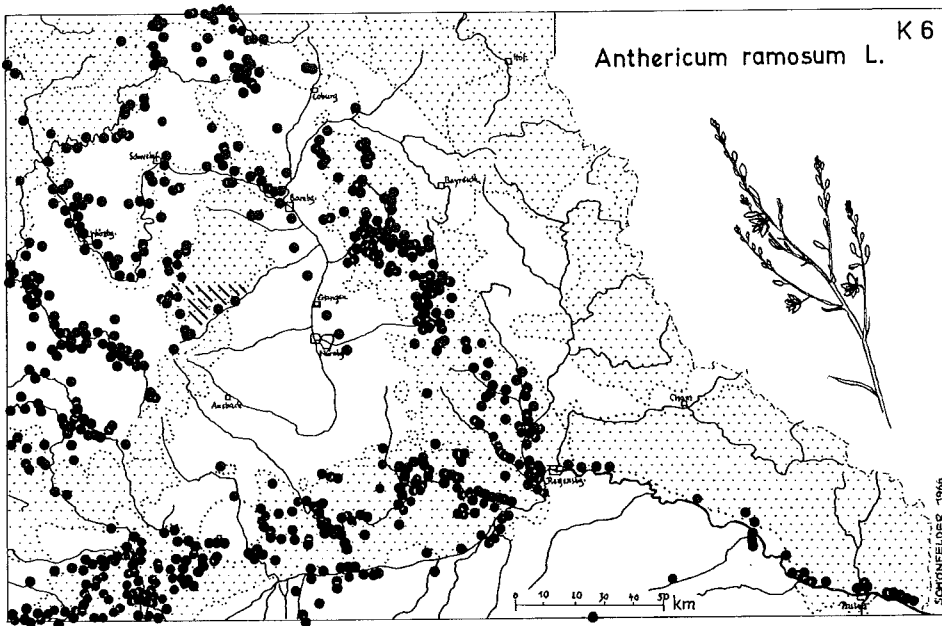 K 6
Anthericum ramosum L.
Hof
Coburg
Schweinf.
Bayreuth
Bambg.
Würzbg.
Erlangen
Nürnbg.
Ansbach
Cham
Regensbg.
Passau
0 10 20 30 40 50
km
SCHÖNFELDER 1966